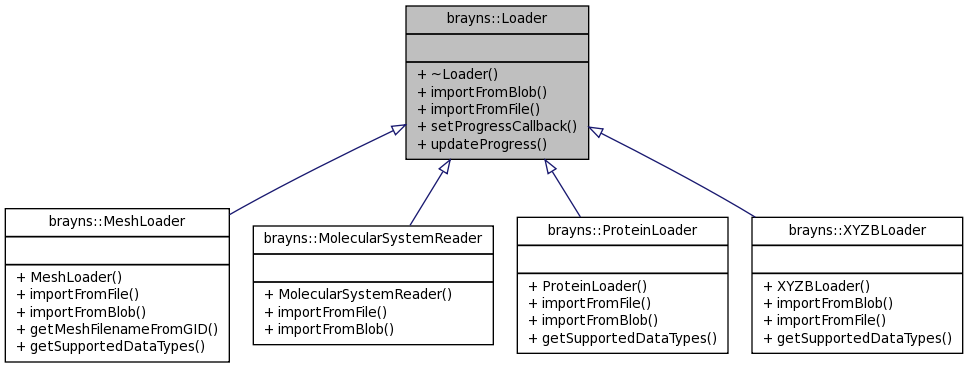 brayns::Loader
+ ~Loader()
+ importFromBlob()
+ importFromFile()
+ setProgressCallback()
+ updateProgress()
brayns::MeshLoader
+ MeshLoader()
+ importFromFile()
+ importFromBlob()
+ getMeshFilenameFromGID()
+ getSupportedDataTypes()
brayns::MolecularSystemReader
+ MolecularSystemReader()
+ importFromFile()
+ importFromBlob()
brayns::ProteinLoader
+ ProteinLoader()
+ importFromFile()
+ importFromBlob()
+ getSupportedDataTypes()
brayns::XYZBLoader
+ XYZBLoader()
+ importFromBlob()
+ importFromFile()
+ getSupportedDataTypes()